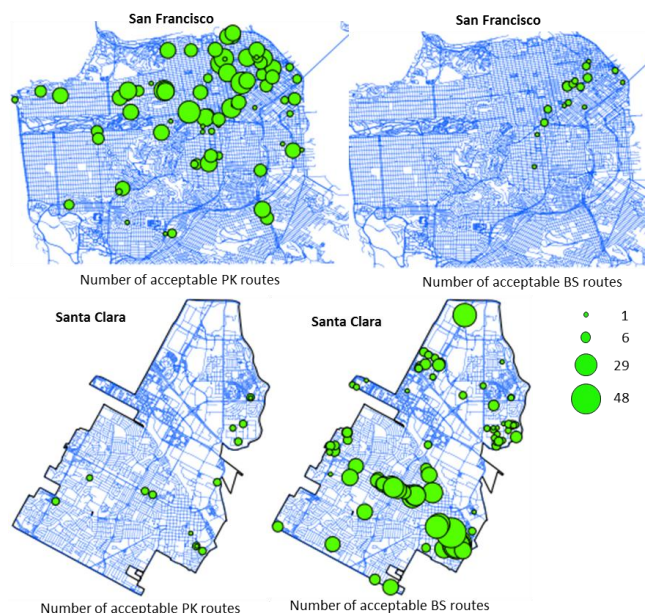 San Francisco
San Francisco
Number of acceptable PK routes
Number of acceptable BS routes
Santa Clara
Santa Clara
1
6
29
48
Number of acceptable PK routes
Number of acceptable BS routes